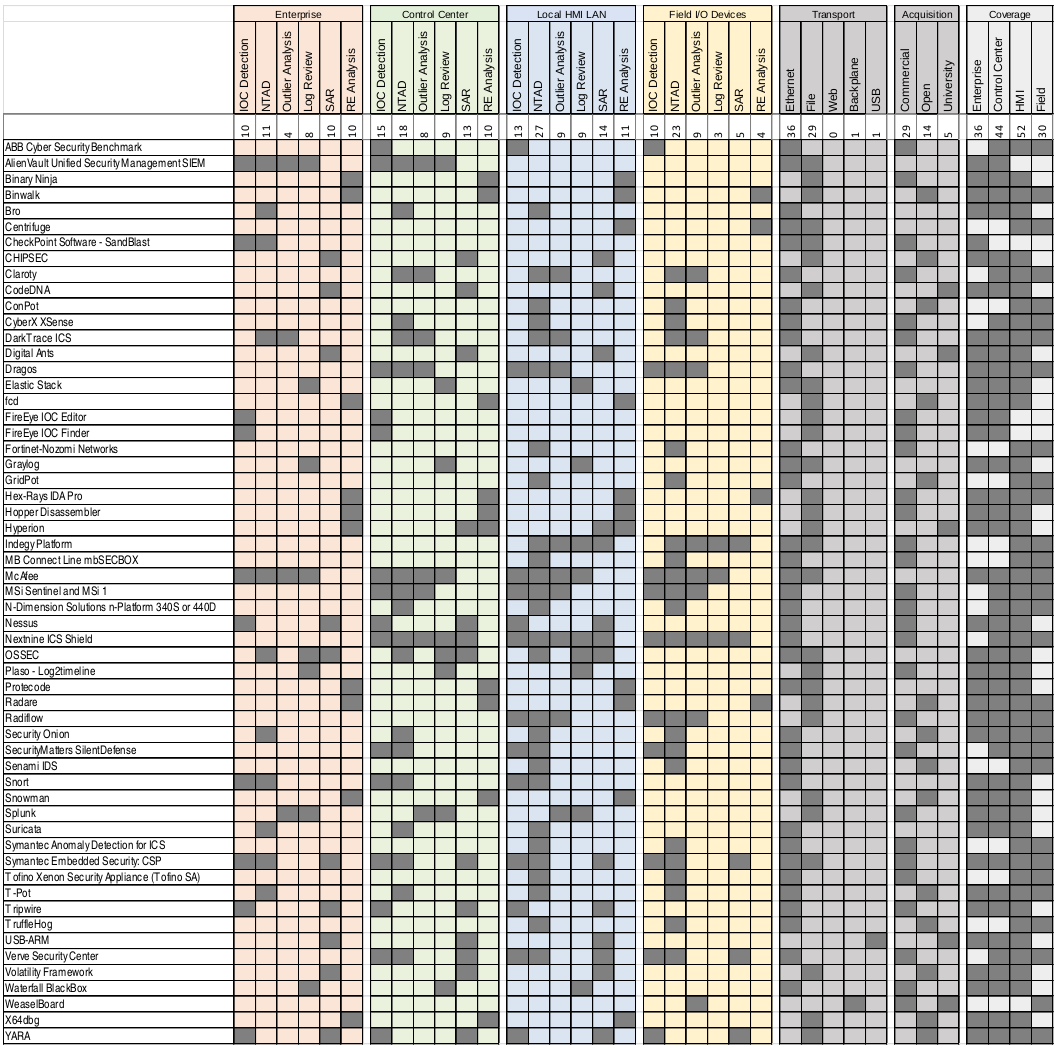 Enterprise Control Center Local HMI LAN Field I/O Devices Transport Acquisition Coverage
IOC Detection NTAD Outlier Analysis Log Review SAR RE Analysis IOC Detection NTAD Outlier Analysis Log Review SAR RE Analysis IOC Detection NTAD Outlier Analysis Log Review SAR RE Analysis IOC Detection NTAD Outlier Analysis Log Review SAR RE Analysis Ethernet File Web Backplane USB Commercial Open University Enterprise Control Center HMI Field
10 11 4 8 10 10 15 18 8 9 13 10 13 27 9 9 14 11 10 23 9 3 5 4 36 29 0 1 1 29 14 5 36 44 52 30
ABB Cyber Security Benchmark
AlienVault Unified Security Management SIEM
Binary Ninja
Binwalk
Bro
Centrifuge
CheckPoint Software - SandBlast
CHIPSEC
Claroty
CodeDNA
ConPot
CyberX XSense
DarkTrace ICS
Digital Ants
Dragos
Elastic Stack
fcd
FireEye IOC Editor
FireEye IOC Finder
Fortinet-Nozomi Networks
Graylog
GridPot
Hex-Rays IDA Pro
Hopper Disassembler
Hyperion
Indegy Platform
MB Connect Line mbSECBOX
McAfee
MSi Sentinel and MSi 1
N-Dimension Solutions n-Platform 340S or 440D
Nessus
Nextnine ICS Shield
OSSEC
Plaso - Log2timeline
Protecode
Radare
Radiflow
Security Onion
SecurityMatters SilentDefense
Senami IDS
Snort
Snowman
Splunk
Suricata
Symantec Anomaly Detection for ICS
Symantec Embedded Security: CSP
Tofino Xenon Security Appliance (Tofino SA)
T-Pot
Tripwire
TruffleHog
USB-ARM
Verve Security Center
Volatility Framework
Waterfall BlackBox
WeaselBoard
X64dbg
YARA